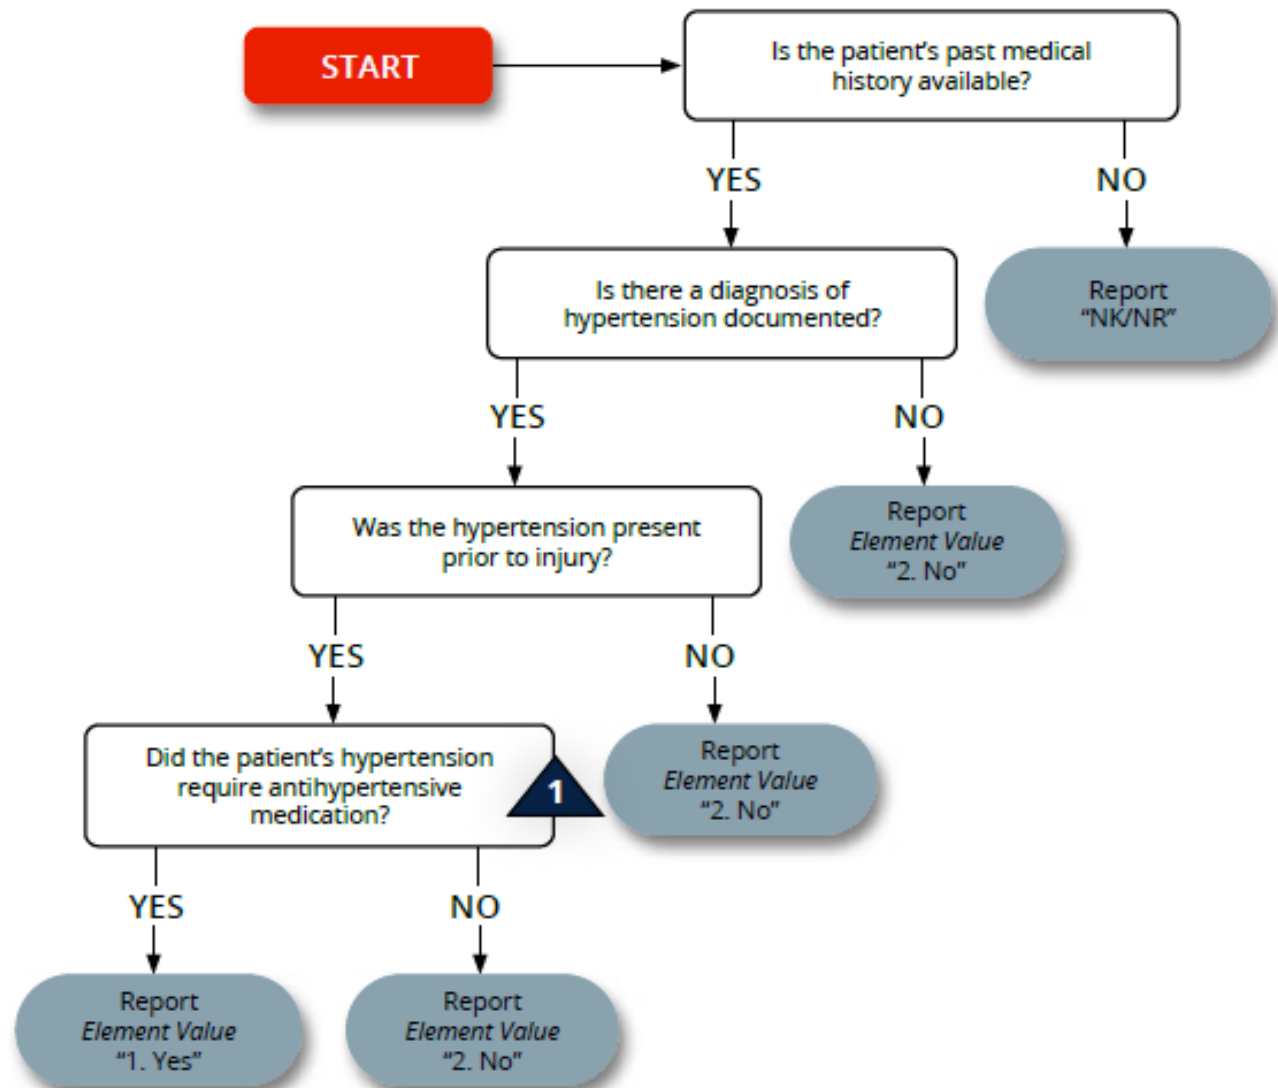 START
Is the patient’s past medical
history available?
YES
NO
Is there a diagnosis of
hypertension documented?
Report
“NK/NR”
YES
NO
Was the hypertension present
prior to injury?
Report
Element Value
“2. No”
YES
NO
Did the patient’s hypertension
require antihypertensive
medication?
1
Report
Element Value
“2. No”
YES
NO
Report
Element Value
“1. Yes”
Report
Element Value
“2. No”